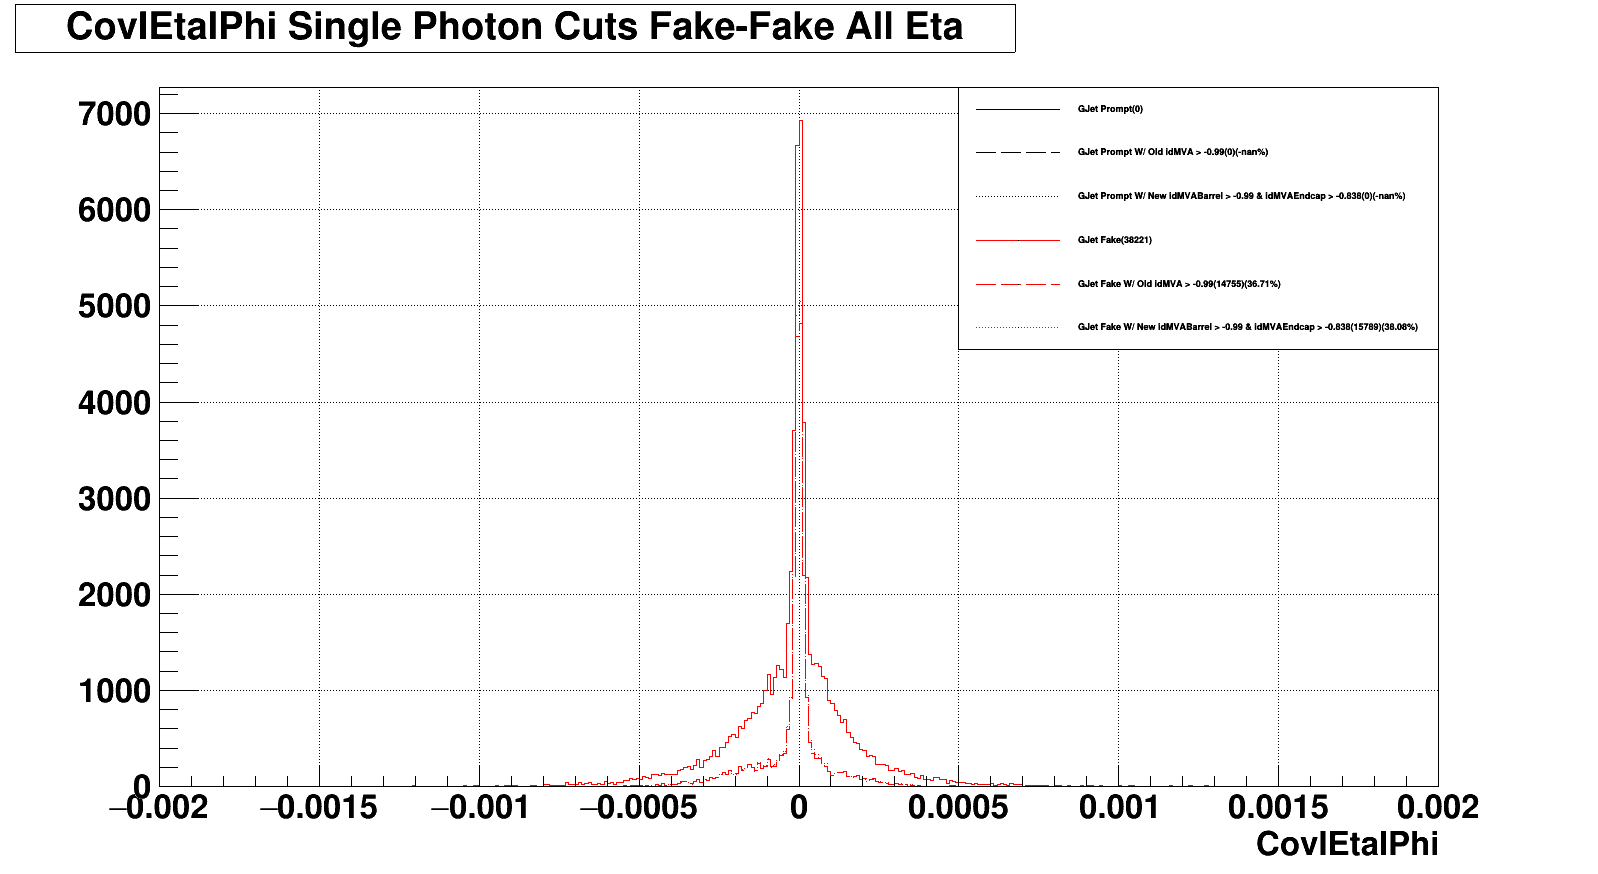 CovIEtaIPhi Single Photon Cuts Fake-Fake All Eta
7000
6000
5000
4000
3000
2000
1000
0
GJet Prompt(0)
GJet Prompt W/ Old idMVA > -0.99(0)(-nan%)
GJet Prompt W/ New idMVABarrel > -0.99 & idMVAEndcap > -0.838(0)(-nan%)
GJet Fake(38221)
GJet Fake W/ Old idMVA > -0.99(14755)(36.71%)
GJet Fake W/ New idMVABarrel > -0.99 & idMVAEndcap > -0.838(15789)(38.08%)
−0.002 −0.0015 −0.001 −0.0005 0 0.0005 0.001 0.0015 0.002
CovIEtaIPhi